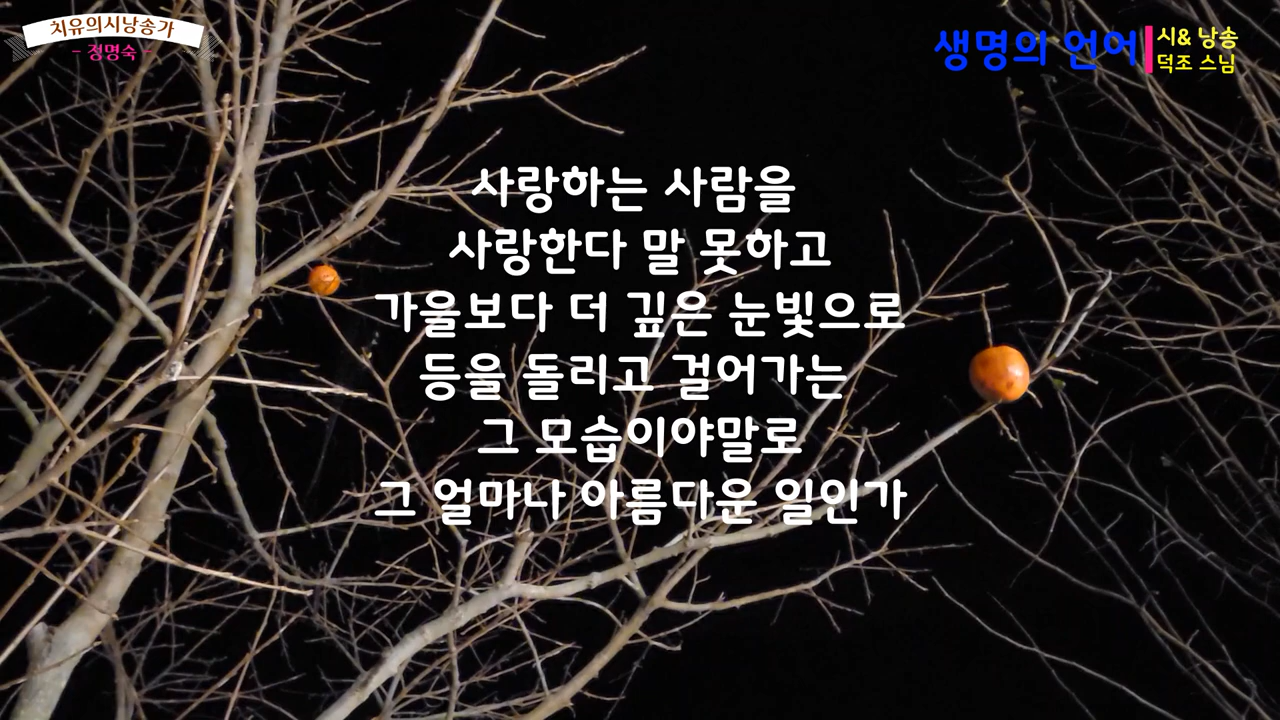 치유의시낭송가
- 정명숙 -
생명의 언어
시& 낭송
덕조 스님
사랑하는 사람을
사랑한다 말 못하고
가을보다 더 깊은 눈빛으로
등을 돌리고 걸어가는
그 모습이야말로
그 얼마나 아름다운 일인가